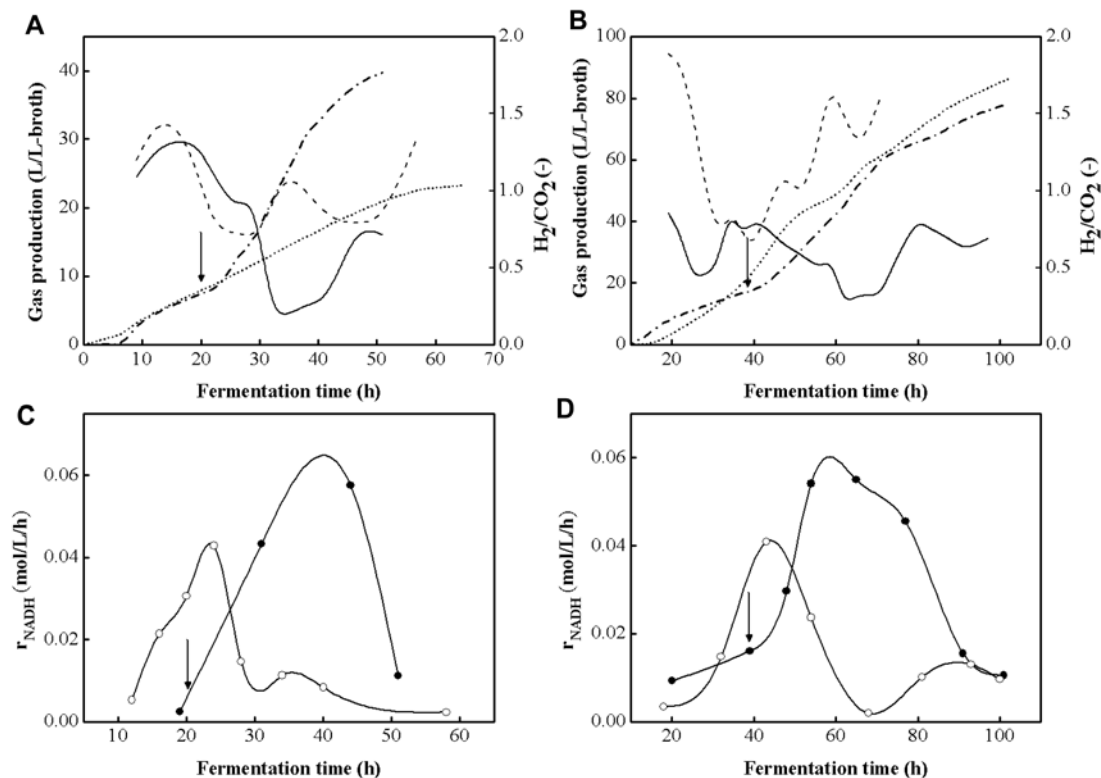 A
B
Gas production (L/L-broth)
40
30
20
10
0
2.0
1.5
1.0
0.5
0.0
H₂/CO₂ (-)
0 10 20 30 40 50 60 70
Fermentation time (h)
Gas production (L/L-broth)
100
80
60
40
20
0
2.0
1.5
1.0
0.5
0.0
H₂/CO₂ (-)
20 40 60 80 100
Fermentation time (h)
C
D
r_NADH (mol/L/h)
0.06
0.04
0.02
0.00
10 20 30 40 50 60
Fermentation time (h)
r_NADH (mol/L/h)
0.06
0.04
0.02
0.00
20 40 60 80 100
Fermentation time (h)